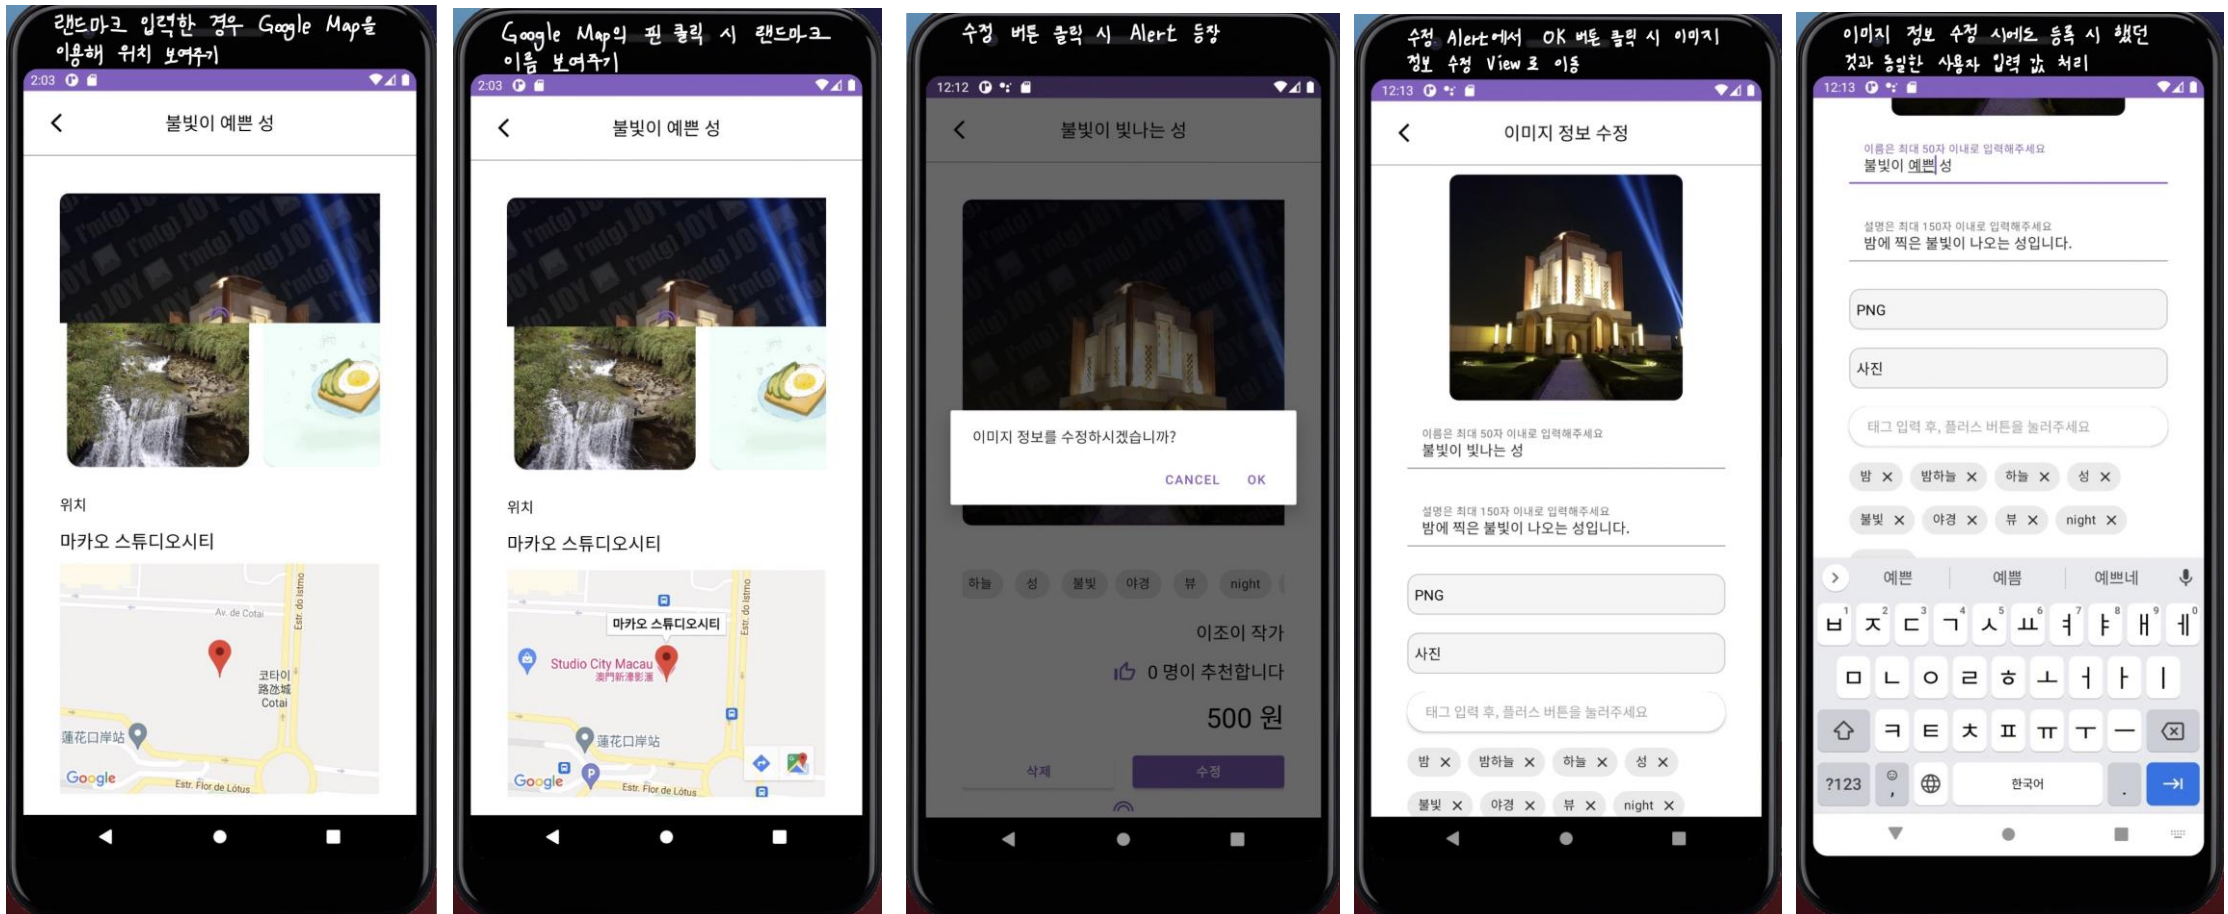 랜드마크 입력한 경우 Google Map을
이용해 위치 보여주기
2:03
불빛이 예쁜 성
I'm(g) JOY
위치
마카오 스튜디오시티
Av. de Cotai
Estr. do Istmo
코타이
路氹城
Cotai
蓮花口岸站
Google
Estr. Flor de Lótus
Google Map의 핀 클릭 시 랜드마크
이름 보여주기
2:03
불빛이 예쁜 성
I'm(g) JOY
위치
마카오 스튜디오시티
마카오 스튜디오시티
Estr. do Istmo
Studio City Macau
澳門新濠影滙
蓮花口岸站
P
Google
Estr. Flor de Lótus
수정 버튼 클릭 시 Alert 등장
12:12
불빛이 빛나는 성
이미지 정보를 수정하시겠습니까?
CANCEL OK
하늘 성 불빛 야경 뷰 night
이조이 작가
0 명이 추천합니다
500 원
삭제 수정
수정 Alert에서 OK 버튼 클릭 시 이미지
정보 수정 View로 이동
12:13
이미지 정보 수정
이름은 최대 50자 이내로 입력해주세요
불빛이 빛나는 성
설명은 최대 150자 이내로 입력해주세요
밤에 찍은 불빛이 나오는 성입니다.
PNG
사진
태그 입력 후, 플러스 버튼을 눌러주세요
밤 × 밤하늘 × 하늘 × 성 ×
불빛 × 야경 × 뷰 × night ×
이미지 정보 수정 시에도 등록 시 했던
것과 동일한 사용자 입력 값 처리
12:13
이름은 최대 50자 이내로 입력해주세요
불빛이 예쁜 성
설명은 최대 150자 이내로 입력해주세요
밤에 찍은 불빛이 나오는 성입니다.
PNG
사진
태그 입력 후, 플러스 버튼을 눌러주세요
밤 × 밤하늘 × 하늘 × 성 ×
불빛 × 야경 × 뷰 × night ×
예쁜 예쁨 예쁘네
ㅂ1 ㅈ2 ㄷ3 ㄱ4 ㅅ5 ㅛ6 ㅕ7 ㅑ8 ㅐ9 ㅔ0
ㅁ ㄴ ㅇ ㄹ ㅎ ㅗ ㅓ ㅏ ㅣ
ㅋ ㅌ ㅊ ㅍ ㅠ ㅜ ㅡ
?123 , 한국어 .